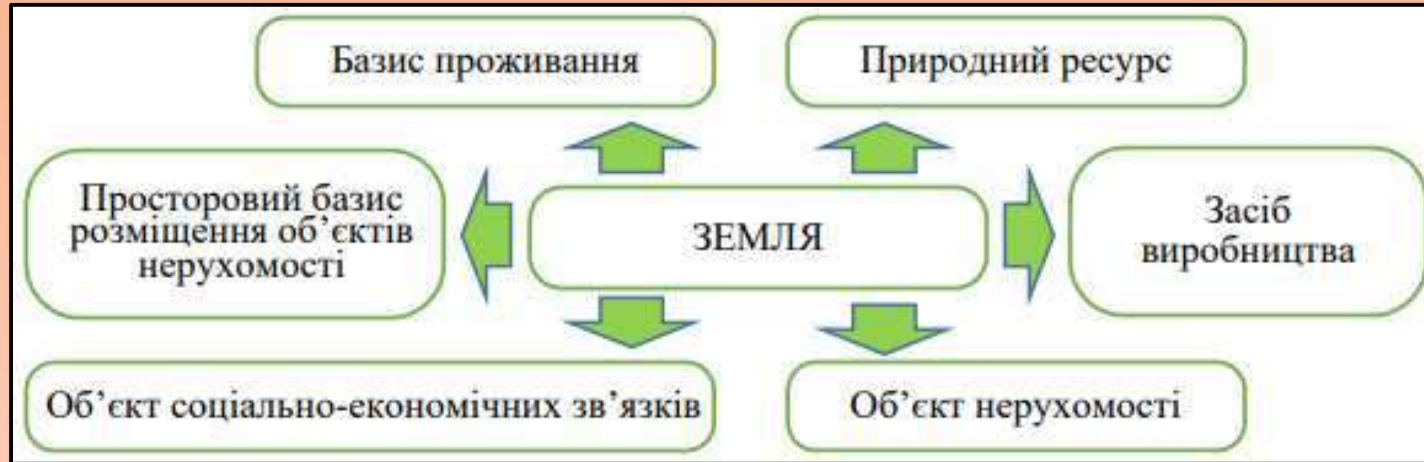 Базис проживання
Природний ресурс
Просторовий базис
розміщення об’єктів
нерухомості
ЗЕМЛЯ
Засіб
виробництва
Об’єкт соціально-економічних зв’язків
Об’єкт нерухомості